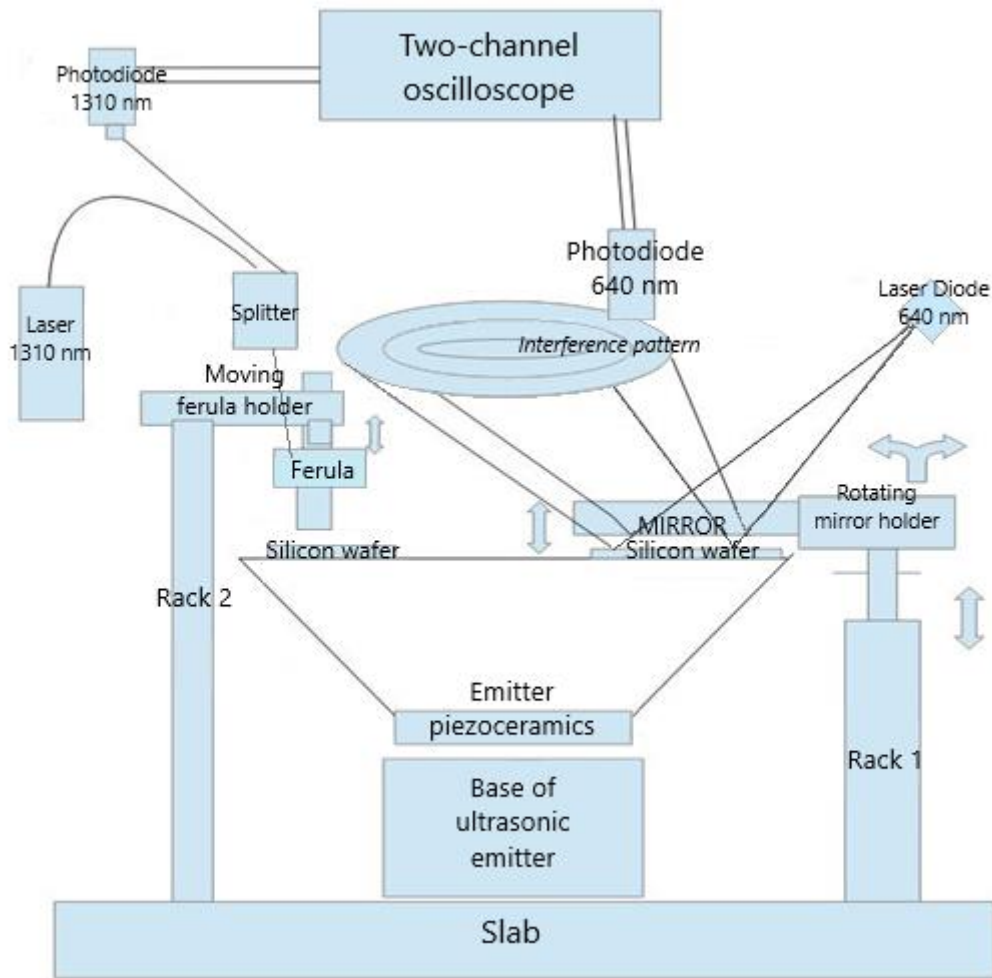 Two-channel
oscilloscope
Photodiode
1310 nm
Photodiode
640 nm
Laser Diode
640 nm
Splitter
Laser
1310 nm
Interference pattern
Moving
ferula holder
Ferula
Rotating
mirror holder
MIRROR
Silicon wafer
Silicon wafer
Rack 2
Emitter
piezoceramics
Rack 1
Base of
ultrasonic
emitter
Slab